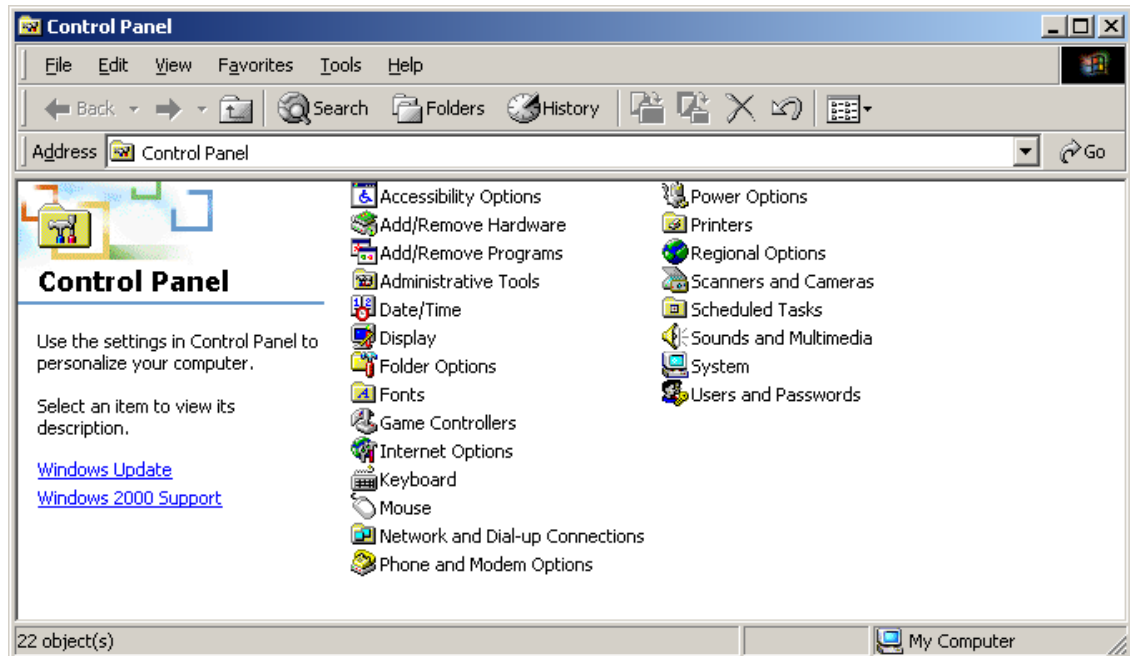 Control Panel
File Edit View Favorites Tools Help
Back Search Folders History
Address Control Panel Go
Control Panel
Use the settings in Control Panel to
personalize your computer.
Select an item to view its
description.
Windows Update
Windows 2000 Support
Accessibility Options
Add/Remove Hardware
Add/Remove Programs
Administrative Tools
Date/Time
Display
Folder Options
Fonts
Game Controllers
Internet Options
Keyboard
Mouse
Network and Dial-up Connections
Phone and Modem Options
Power Options
Printers
Regional Options
Scanners and Cameras
Scheduled Tasks
Sounds and Multimedia
System
Users and Passwords
22 object(s) My Computer